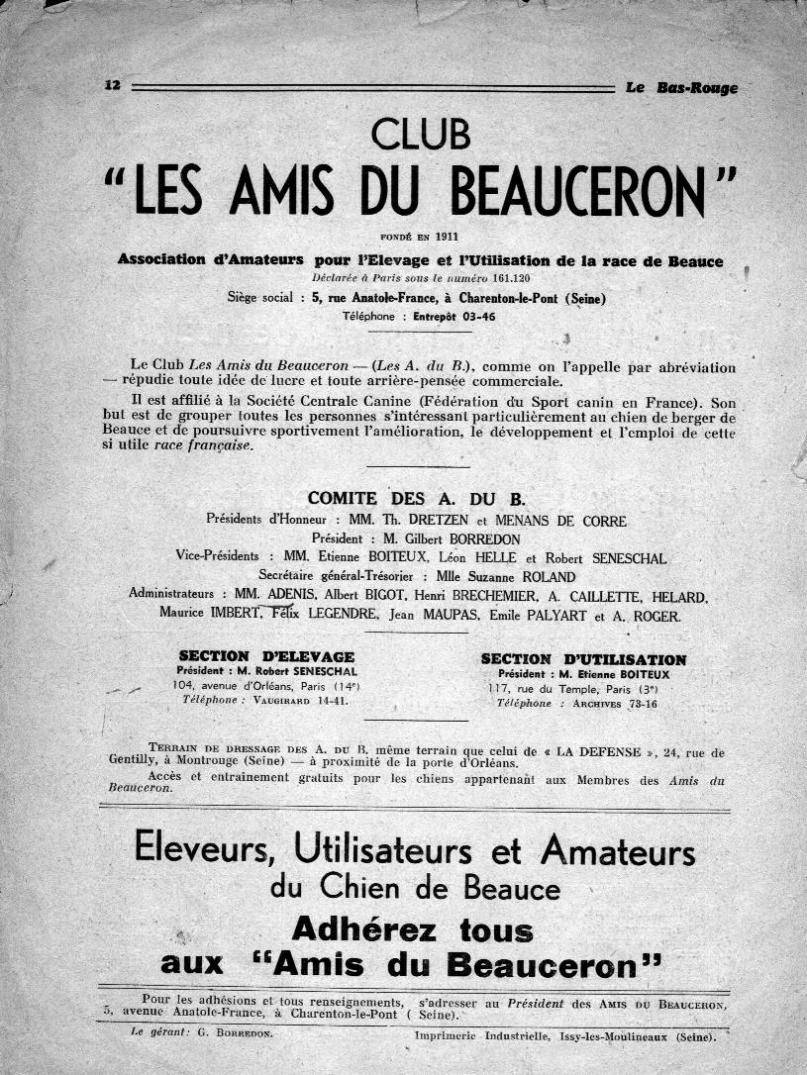 12 Le Bas-Rouge
CLUB
"LES AMIS DU BEAUCERON"
FONDÉ EN 1911
Association d'Amateurs pour l'Elevage et l'Utilisation de la race de Beauce
Déclarée à Paris sous le numéro 161.120
Siège social : 5, rue Anatole-France, à Charenton-le-Pont (Seine)
Téléphone : Entrepôt 03-46
Le Club Les Amis du Beauceron — (Les A. du B.), comme on l'appelle par abréviation
— répudie toute idée de lucre et toute arrière-pensée commerciale.
Il est affilié à la Société Centrale Canine (Fédération du Sport canin en France). Son
but est de grouper toutes les personnes s'intéressant particulièrement au chien de berger de
Beauce et de poursuivre sportivement l'amélioration, le développement et l'emploi de cette
si utile race française.
COMITE DES A. DU B.
Présidents d'Honneur : MM. Th. DRETZEN et MENANS DE CORRE
Président : M. Gilbert BORREDON
Vice-Présidents : MM. Etienne BOITEUX, Léon HELLE et Robert SENESCHAL
Secrétaire général-Trésorier : Mlle Suzanne ROLAND
Administrateurs : MM. ADENIS, Albert BIGOT, Henri BRECHEMIER, A. CAILLETTE, HELARD,
Maurice IMBERT, Félix LEGENDRE, Jean MAUPAS, Emile PALYART et A. ROGER.
SECTION D'ELEVAGE
Président : M. Robert SENESCHAL
104, avenue d'Orléans, Paris (14e)
Téléphone : VAUGIRARD 14-41.
SECTION D'UTILISATION
Président : M. Etienne BOITEUX
117, rue du Temple, Paris (3e)
Téléphone : ARCHIVES 73-16
TERRAIN DE DRESSAGE DES A. DU B. même terrain que celui de « LA DEFENSE », 24, rue de
Gentilly, à Montrouge (Seine) — à proximité de la porte d'Orléans.
Accès et entraînement gratuits pour les chiens appartenant aux Membres des Amis du
Beauceron.
Eleveurs, Utilisateurs et Amateurs
du Chien de Beauce
Adhérez tous
aux "Amis du Beauceron"
Pour les adhésions et tous renseignements, s'adresser au Président des AMIS DU BEAUCERON,
5, avenue Anatole-France, à Charenton-le-Pont ( Seine).
Le gérant: G. BORREDON. Imprimerie Industrielle, Issy-les-Moulineaux (Seine).